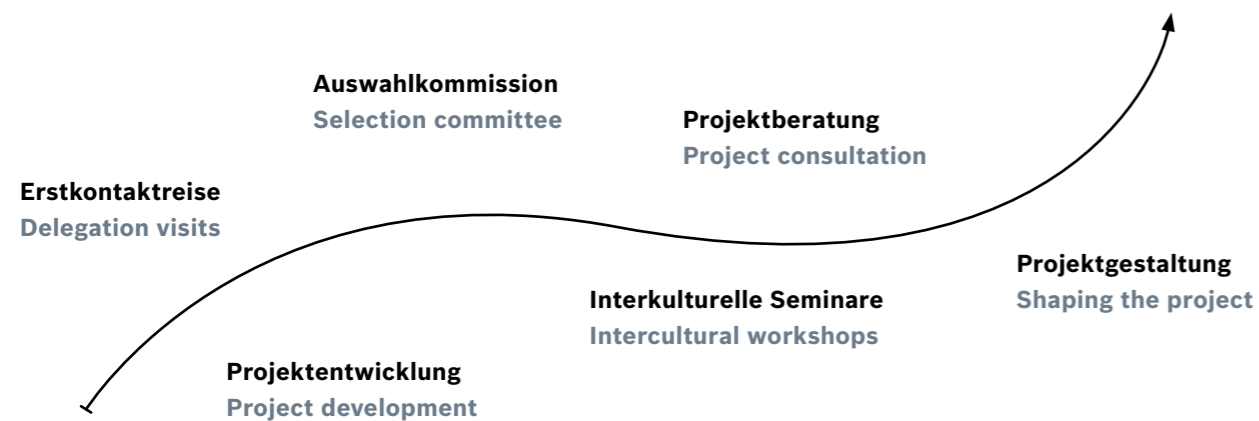 Erstkontaktreise
Delegation visits
Projektentwicklung
Project development
Auswahlkommission
Selection committee
Interkulturelle Seminare
Intercultural workshops
Projektberatung
Project consultation
Projektgestaltung
Shaping the project